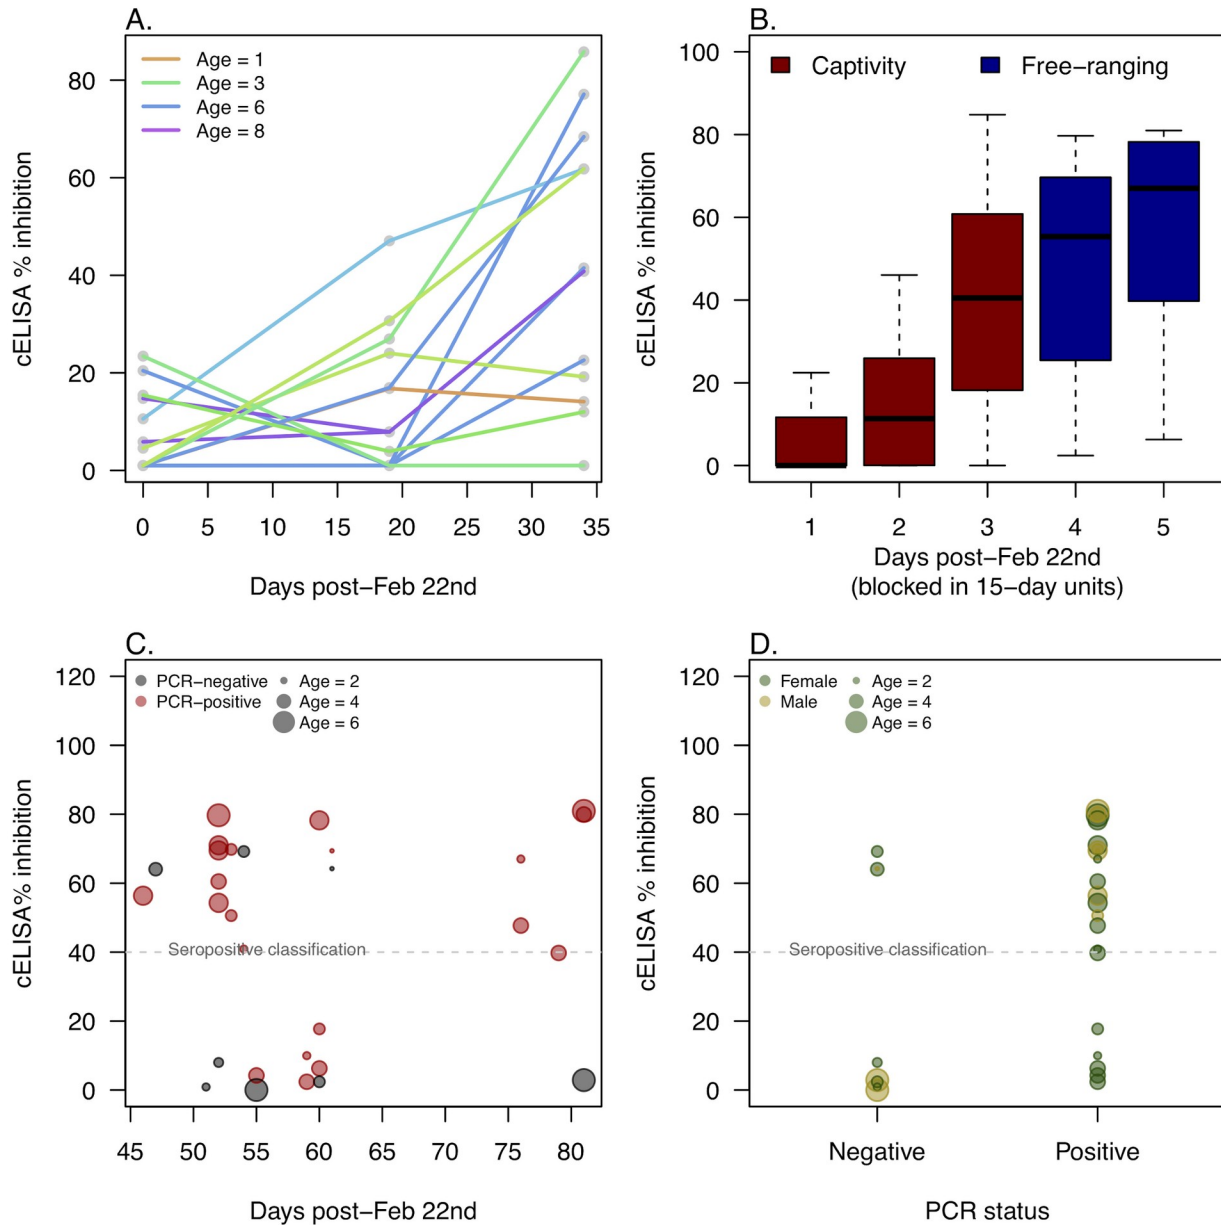 A.
Age = 1
Age = 3
Age = 6
Age = 8
80
60
40
20
0
cELISA % inhibition
0 5 10 15 20 25 30 35
Days post-Feb 22nd
B.
Captivity Free-ranging
100
80
60
40
20
0
cELISA % inhibition
1 2 3 4 5
Days post-Feb 22nd
(blocked in 15-day units)
C.
PCR-negative Age = 2
PCR-positive Age = 4
Age = 6
120
100
80
60
40
20
0
cELISA% inhibition
Seropositive classification
45 50 55 60 65 70 75 80
Days post-Feb 22nd
D.
Female Age = 2
Male Age = 4
Age = 6
120
100
80
60
40
20
0
cELISA % inhibition
Seropositive classification
Negative Positive
PCR status